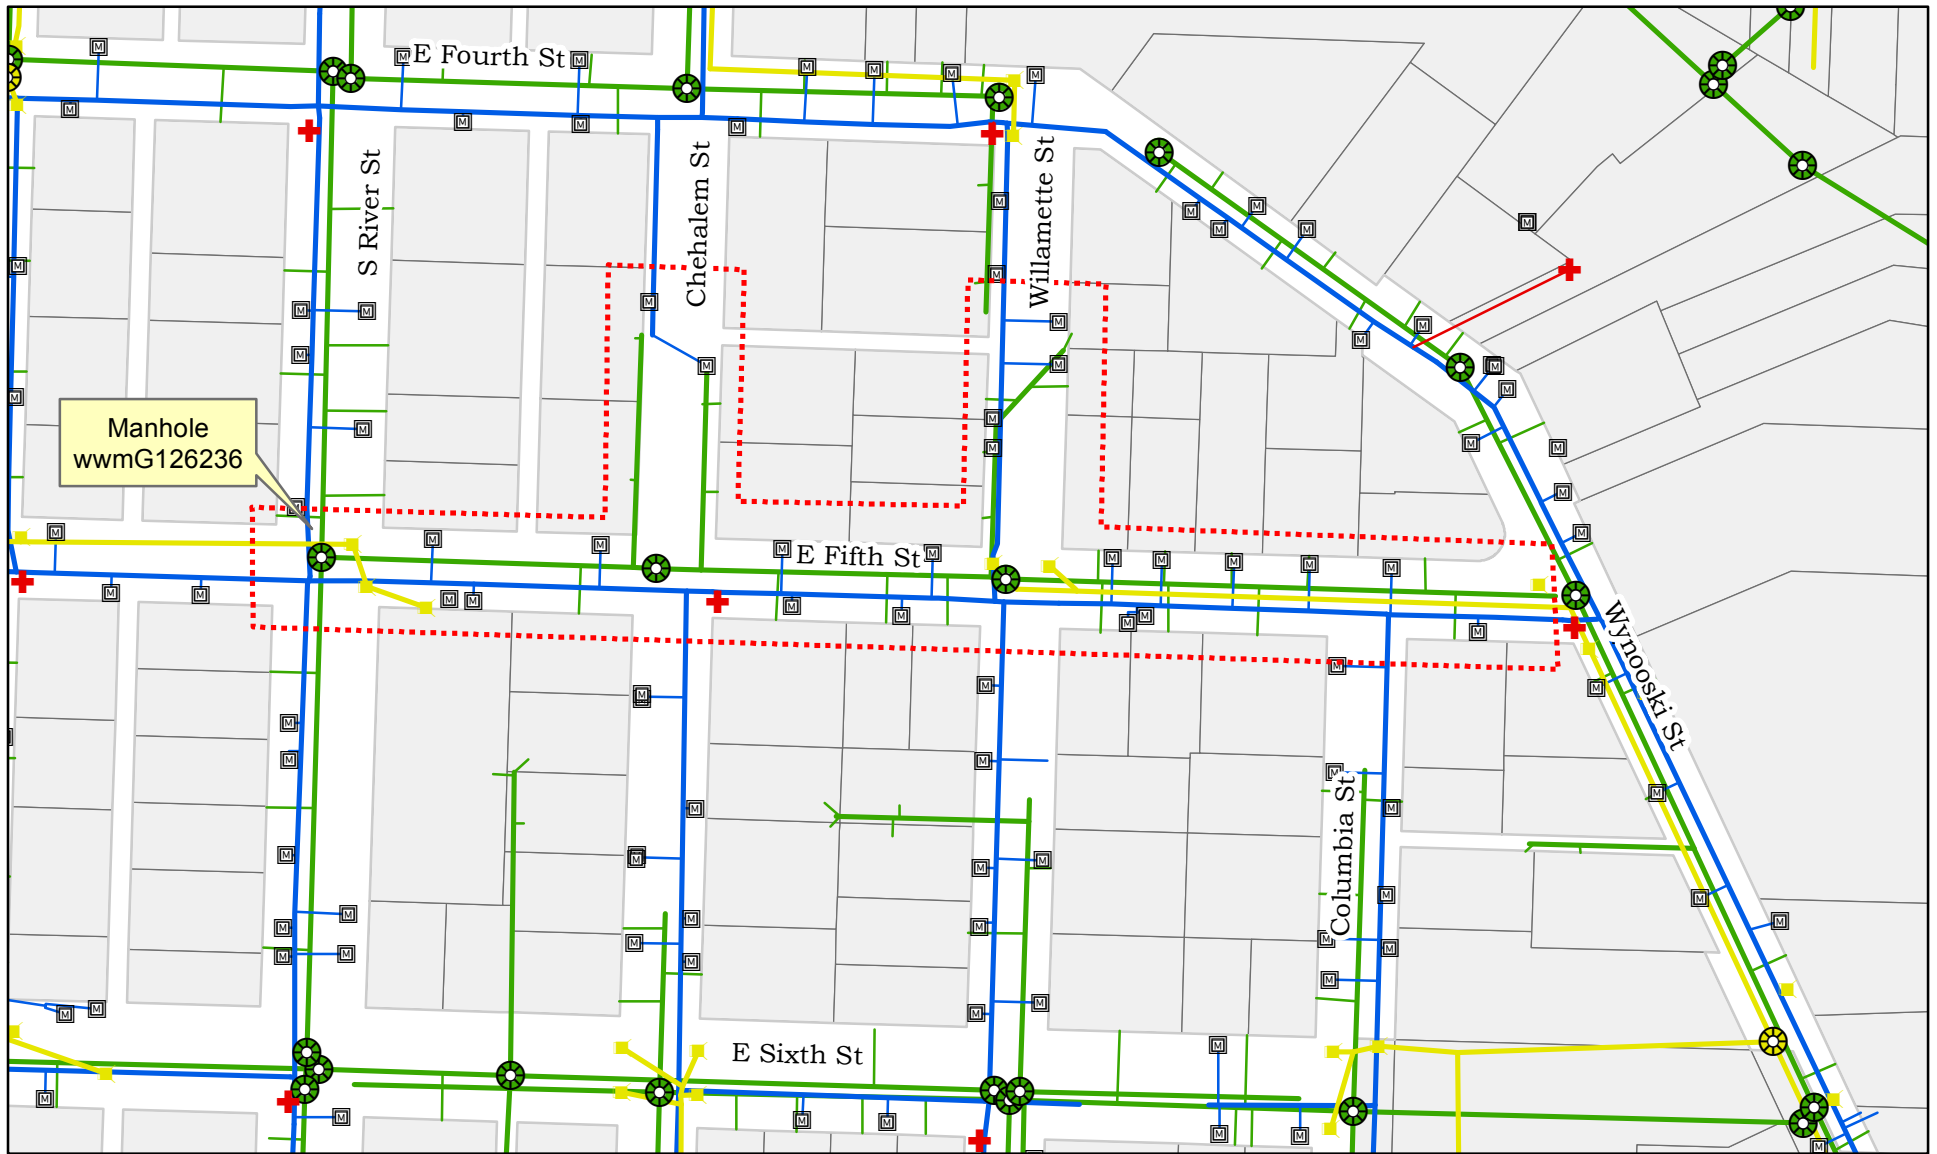 E Fourth St
S River St
Chehalem St
Willamette St
Manhole
wwmG126236
E Fifth St
Wynooski St
Columbia St
E Sixth St